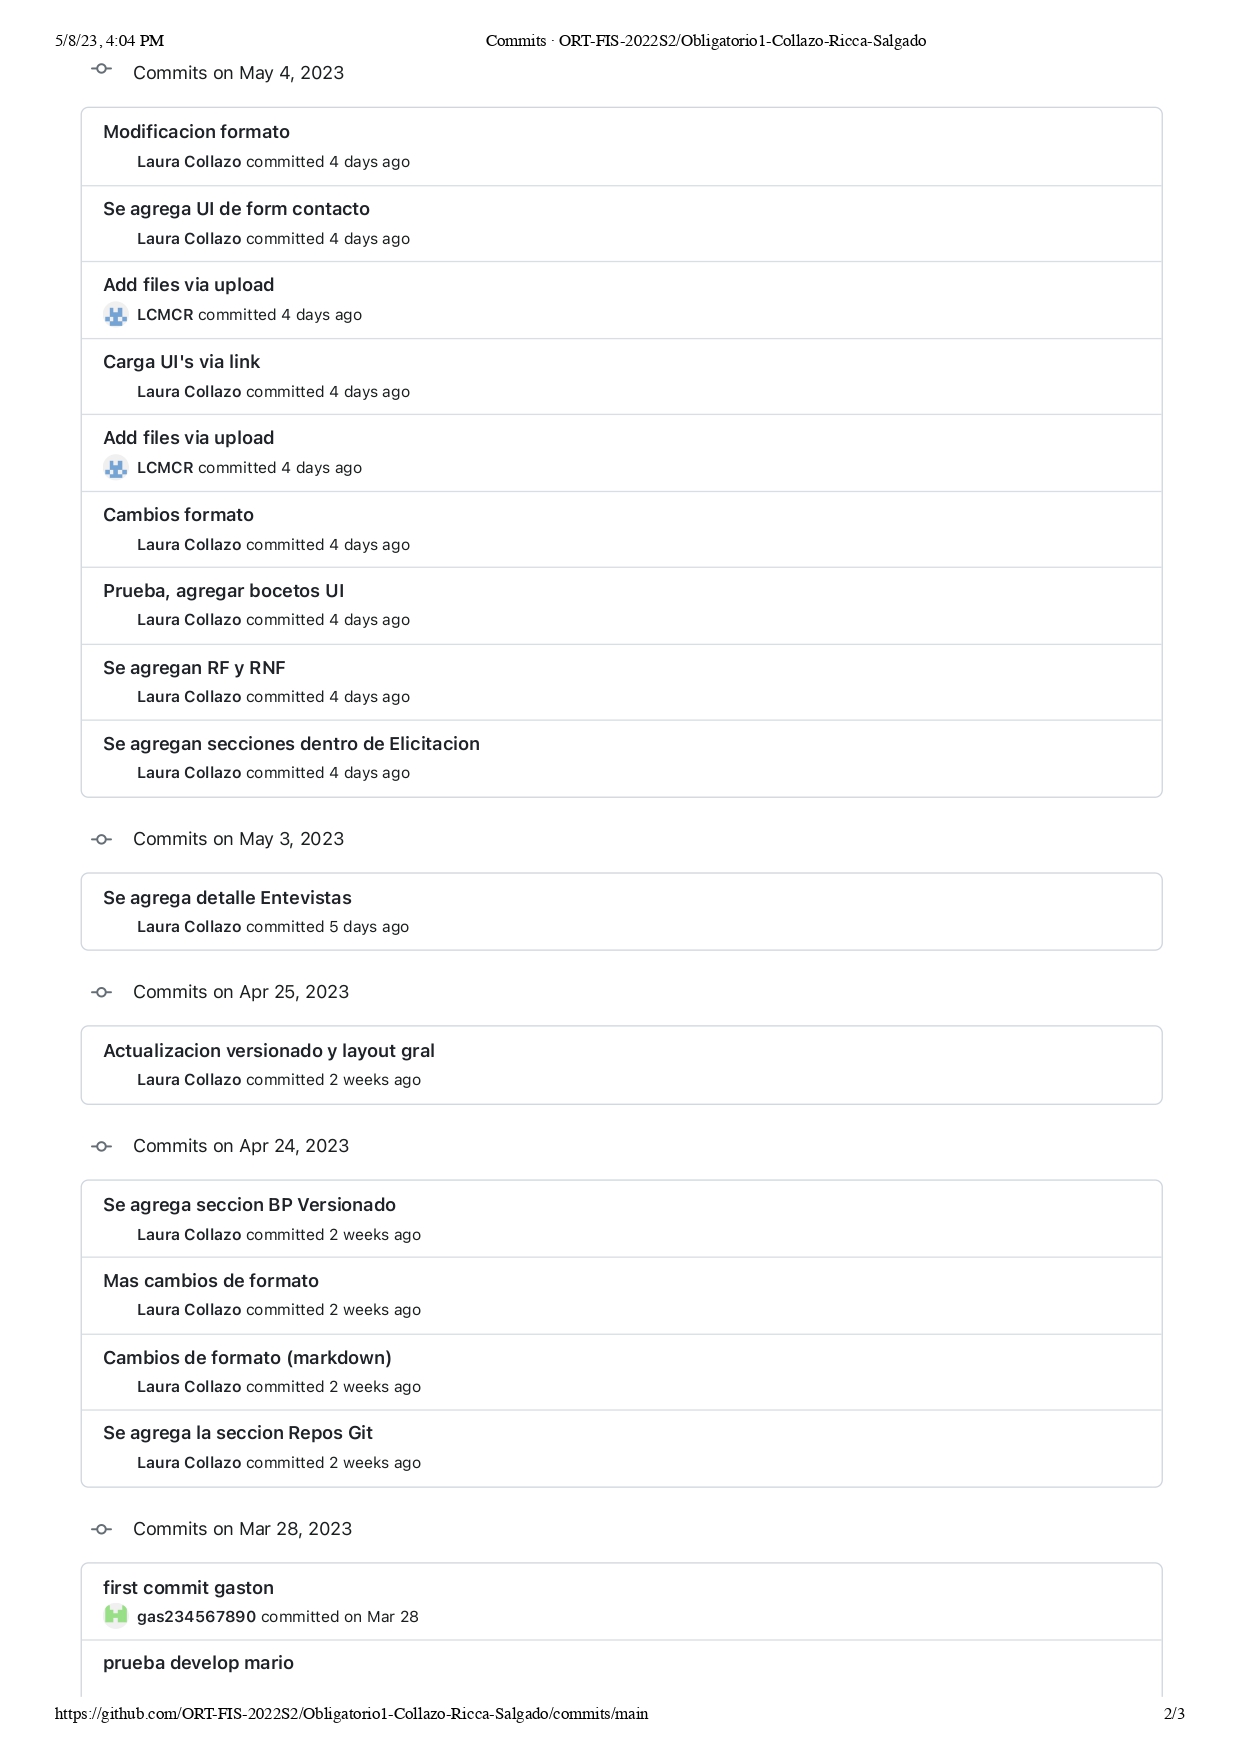 5/8/23, 4:04 PM
Commits · ORT-FIS-2022S2/Obligatorio1-Collazo-Ricca-Salgado
Commits on May 4, 2023
Modificacion formato
Laura Collazo committed 4 days ago
Se agrega UI de form contacto
Laura Collazo committed 4 days ago
Add files via upload
LCMCR committed 4 days ago
Carga UI's via link
Laura Collazo committed 4 days ago
Add files via upload
LCMCR committed 4 days ago
Cambios formato
Laura Collazo committed 4 days ago
Prueba, agregar bocetos UI
Laura Collazo committed 4 days ago
Se agregan RF y RNF
Laura Collazo committed 4 days ago
Se agregan secciones dentro de Elicitacion
Laura Collazo committed 4 days ago
Commits on May 3, 2023
Se agrega detalle Entevistas
Laura Collazo committed 5 days ago
Commits on Apr 25, 2023
Actualizacion versionado y layout gral
Laura Collazo committed 2 weeks ago
Commits on Apr 24, 2023
Se agrega seccion BP Versionado
Laura Collazo committed 2 weeks ago
Mas cambios de formato
Laura Collazo committed 2 weeks ago
Cambios de formato (markdown)
Laura Collazo committed 2 weeks ago
Se agrega la seccion Repos Git
Laura Collazo committed 2 weeks ago
Commits on Mar 28, 2023
first commit gaston
gas234567890 committed on Mar 28
prueba develop mario
https://github.com/ORT-FIS-2022S2/Obligatorio1-Collazo-Ricca-Salgado/commits/main
2/3